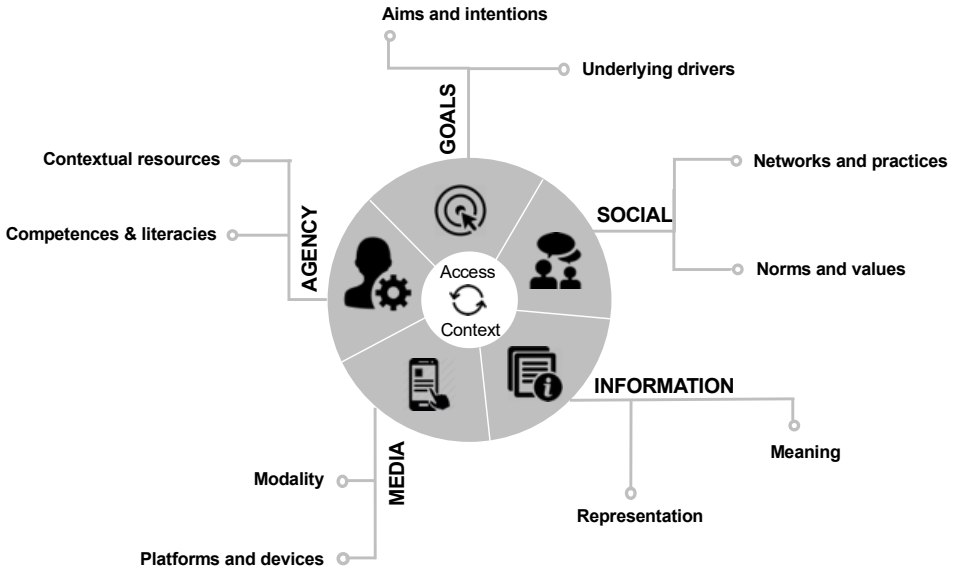 Aims and intentions
Underlying drivers
GOALS
Contextual resources
Competences & literacies
AGENCY
Networks and practices
SOCIAL
Norms and values
Access
Context
INFORMATION
Meaning
Representation
MEDIA
Modality
Platforms and devices